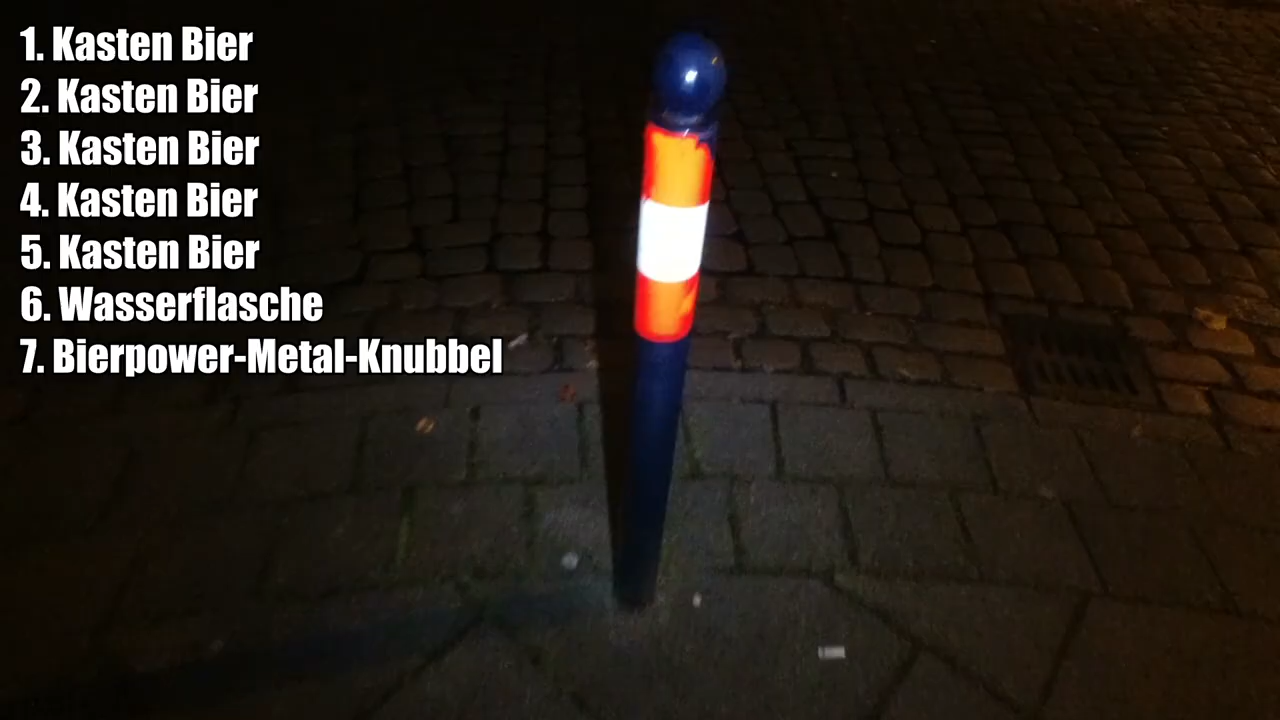 1. Kasten Bier
2. Kasten Bier
3. Kasten Bier
4. Kasten Bier
5. Kasten Bier
6. Wasserflasche
7. Bierpower-Metal-Knubbel